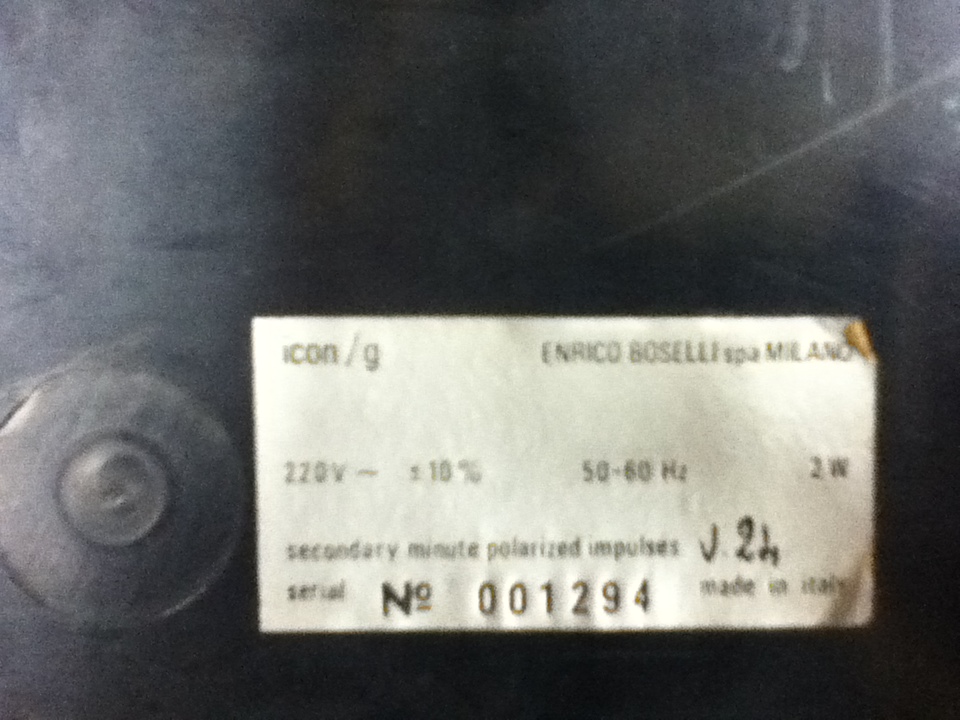 icon/g ENRICO BOSELLI spa MILANO
220V ~ ± 10% 50-60 Hz 2W
secondary minute polarized impulses V. 24
serial Nº 001294 made in italy